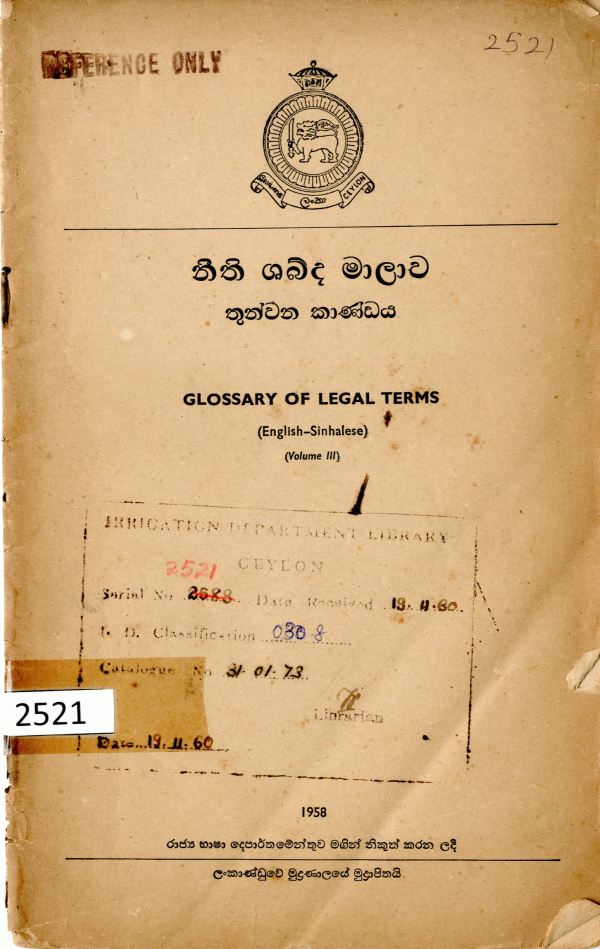 REFERENCE ONLY
2521
ලංකා
CEYLON
නීති ශබ්ද මාලාව
තුන්වන කාණ්ඩය
GLOSSARY OF LEGAL TERMS
(English–Sinhalese)
(Volume III)
IRRIGATION DEPARTMENT LIBRARY
CEYLON
2521
Serial No 2688 Date Received 19. 11. 60.
I. D. Classification 030 8
Catalogue No 31. 01. 73
Librarian
2521
Date 19. 11. 60
1958
රාජ්‍ය භාෂා දෙපාර්තමේන්තුව මගින් නිකුත් කරන ලදී
ලංකාණ්ඩුවේ මුද්‍රණාලයේ මුද්‍රාපිතයි